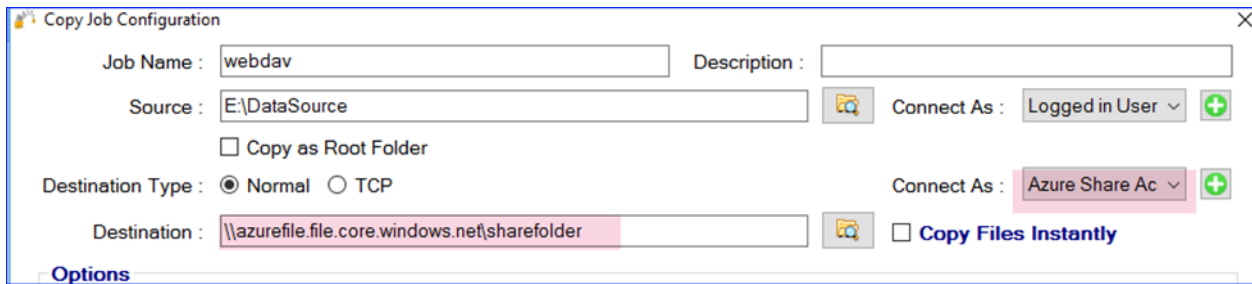 Copy Job Configuration
Job Name : webdav Description :
Source : E:\DataSource Connect As : Logged in User
Copy as Root Folder
Destination Type : Normal TCP Connect As : Azure Share Ac
Destination : \\azurefile.file.core.windows.net\sharefolder Copy Files Instantly
Options